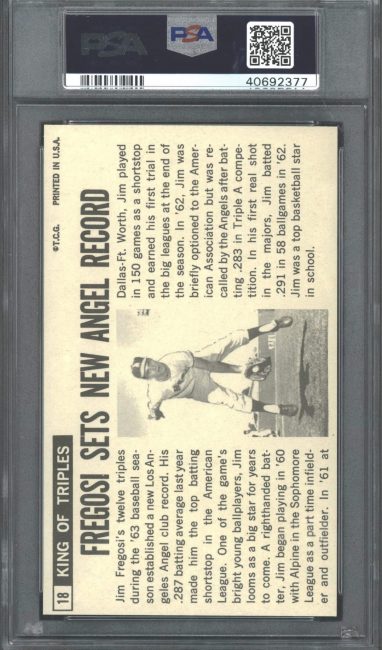 PSA
PSA
40692377
18 KING OF TRIPLES
©T.C.G. PRINTED IN U.S.A.
FREGOSI SETS NEW ANGEL RECORD
Jim Fregosi's twelve triples
during the '63 baseball sea-
son established a new Los An-
geles Angel club record. His
.287 batting average last year
made him the top batting
shortstop in the American
League. One of the game's
bright young ballplayers, Jim
looms as a big star for years
to come. A righthanded bat-
ter, Jim began playing in '60
with Alpine in the Sophomore
League as a part time infield-
er and outfielder. In '61 at
Dallas-Ft. Worth, Jim played
in 150 games as a shortstop
and earned his first trial in
the big leagues at the end of
the season. In '62, Jim was
briefly optioned to the Amer-
ican Association but was re-
called by the Angels after bat-
ting .283 in Triple A compe-
tition. In his first real shot
in the majors, Jim batted
.291 in 58 ballgames in '62.
Jim was a top basketball star
in school.